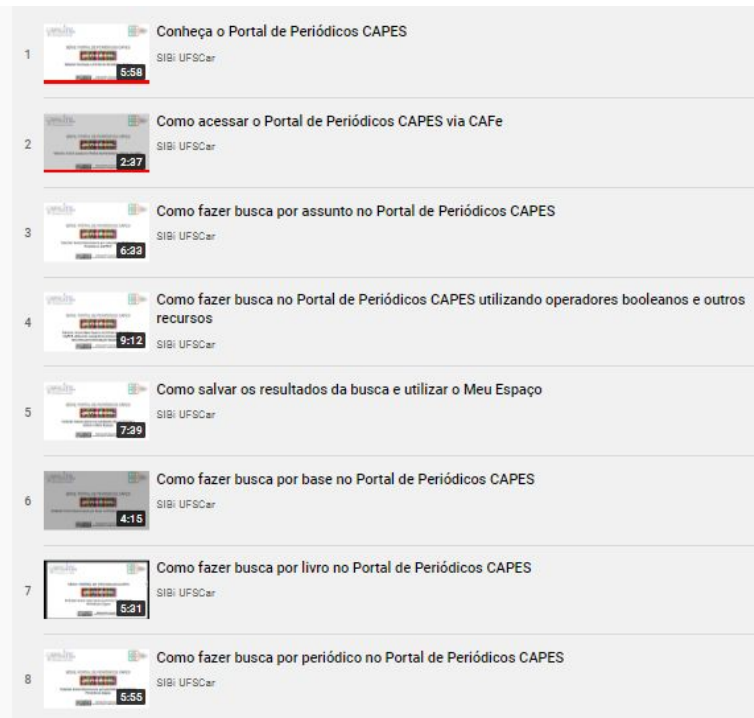 1
5:58
Conheça o Portal de Periódicos CAPES
SIBi UFSCar
2
2:37
Como acessar o Portal de Periódicos CAPES via CAFe
SIBi UFSCar
3
6:33
Como fazer busca por assunto no Portal de Periódicos CAPES
SIBi UFSCar
4
9:12
Como fazer busca no Portal de Periódicos CAPES utilizando operadores booleanos e outros
recursos
SIBi UFSCar
5
7:39
Como salvar os resultados da busca e utilizar o Meu Espaço
SIBi UFSCar
6
4:15
Como fazer busca por base no Portal de Periódicos CAPES
SIBi UFSCar
7
5:31
Como fazer busca por livro no Portal de Periódicos CAPES
SIBi UFSCar
8
5:55
Como fazer busca por periódico no Portal de Periódicos CAPES
SIBi UFSCar